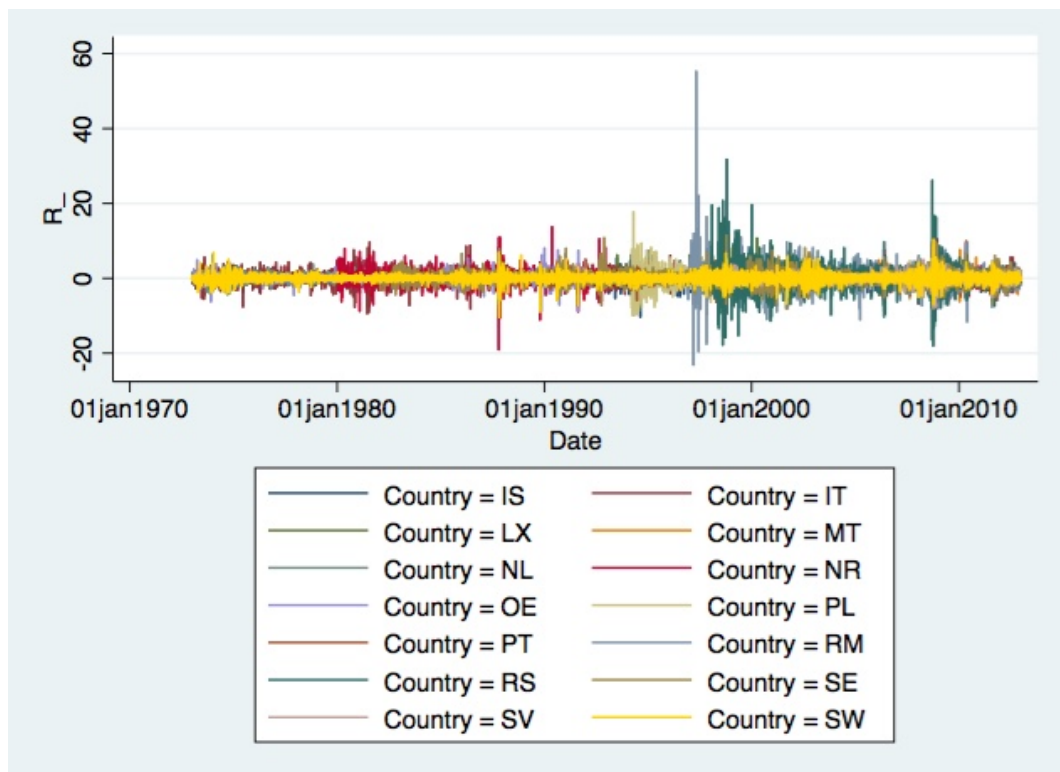 60
40
20
0
-20
R_
01jan1970 01jan1980 01jan1990 01jan2000 01jan2010
Date
Country = IS Country = IT
Country = LX Country = MT
Country = NL Country = NR
Country = OE Country = PL
Country = PT Country = RM
Country = RS Country = SE
Country = SV Country = SW